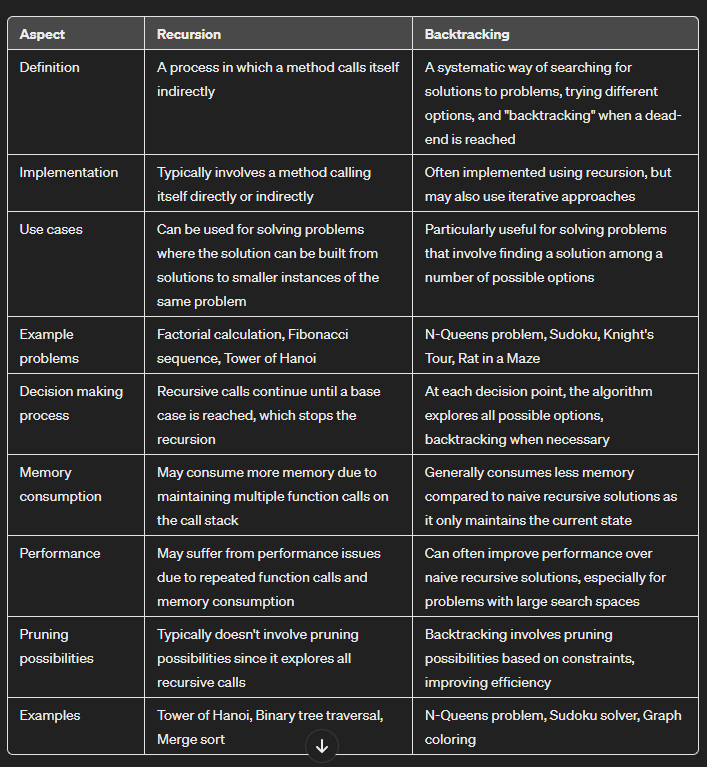 Aspect Recursion Backtracking
Definition A process in which a method calls itself A systematic way of searching for
indirectly solutions to problems, trying different
options, and "backtracking" when a dead-
end is reached
Implementation Typically involves a method calling Often implemented using recursion, but
itself directly or indirectly may also use iterative approaches
Use cases Can be used for solving problems Particularly useful for solving problems
where the solution can be built from that involve finding a solution among a
solutions to smaller instances of the number of possible options
same problem
Example Factorial calculation, Fibonacci N-Queens problem, Sudoku, Knight's
problems sequence, Tower of Hanoi Tour, Rat in a Maze
Decision making Recursive calls continue until a base At each decision point, the algorithm
process case is reached, which stops the explores all possible options,
recursion backtracking when necessary
Memory May consume more memory due to Generally consumes less memory
consumption maintaining multiple function calls on compared to naive recursive solutions as
the call stack it only maintains the current state
Performance May suffer from performance issues Can often improve performance over
due to repeated function calls and naive recursive solutions, especially for
memory consumption problems with large search spaces
Pruning Typically doesn't involve pruning Backtracking involves pruning
possibilities possibilities since it explores all possibilities based on constraints,
recursive calls improving efficiency
Examples Tower of Hanoi, Binary tree traversal, N-Queens problem, Sudoku solver, Graph
Merge sort coloring